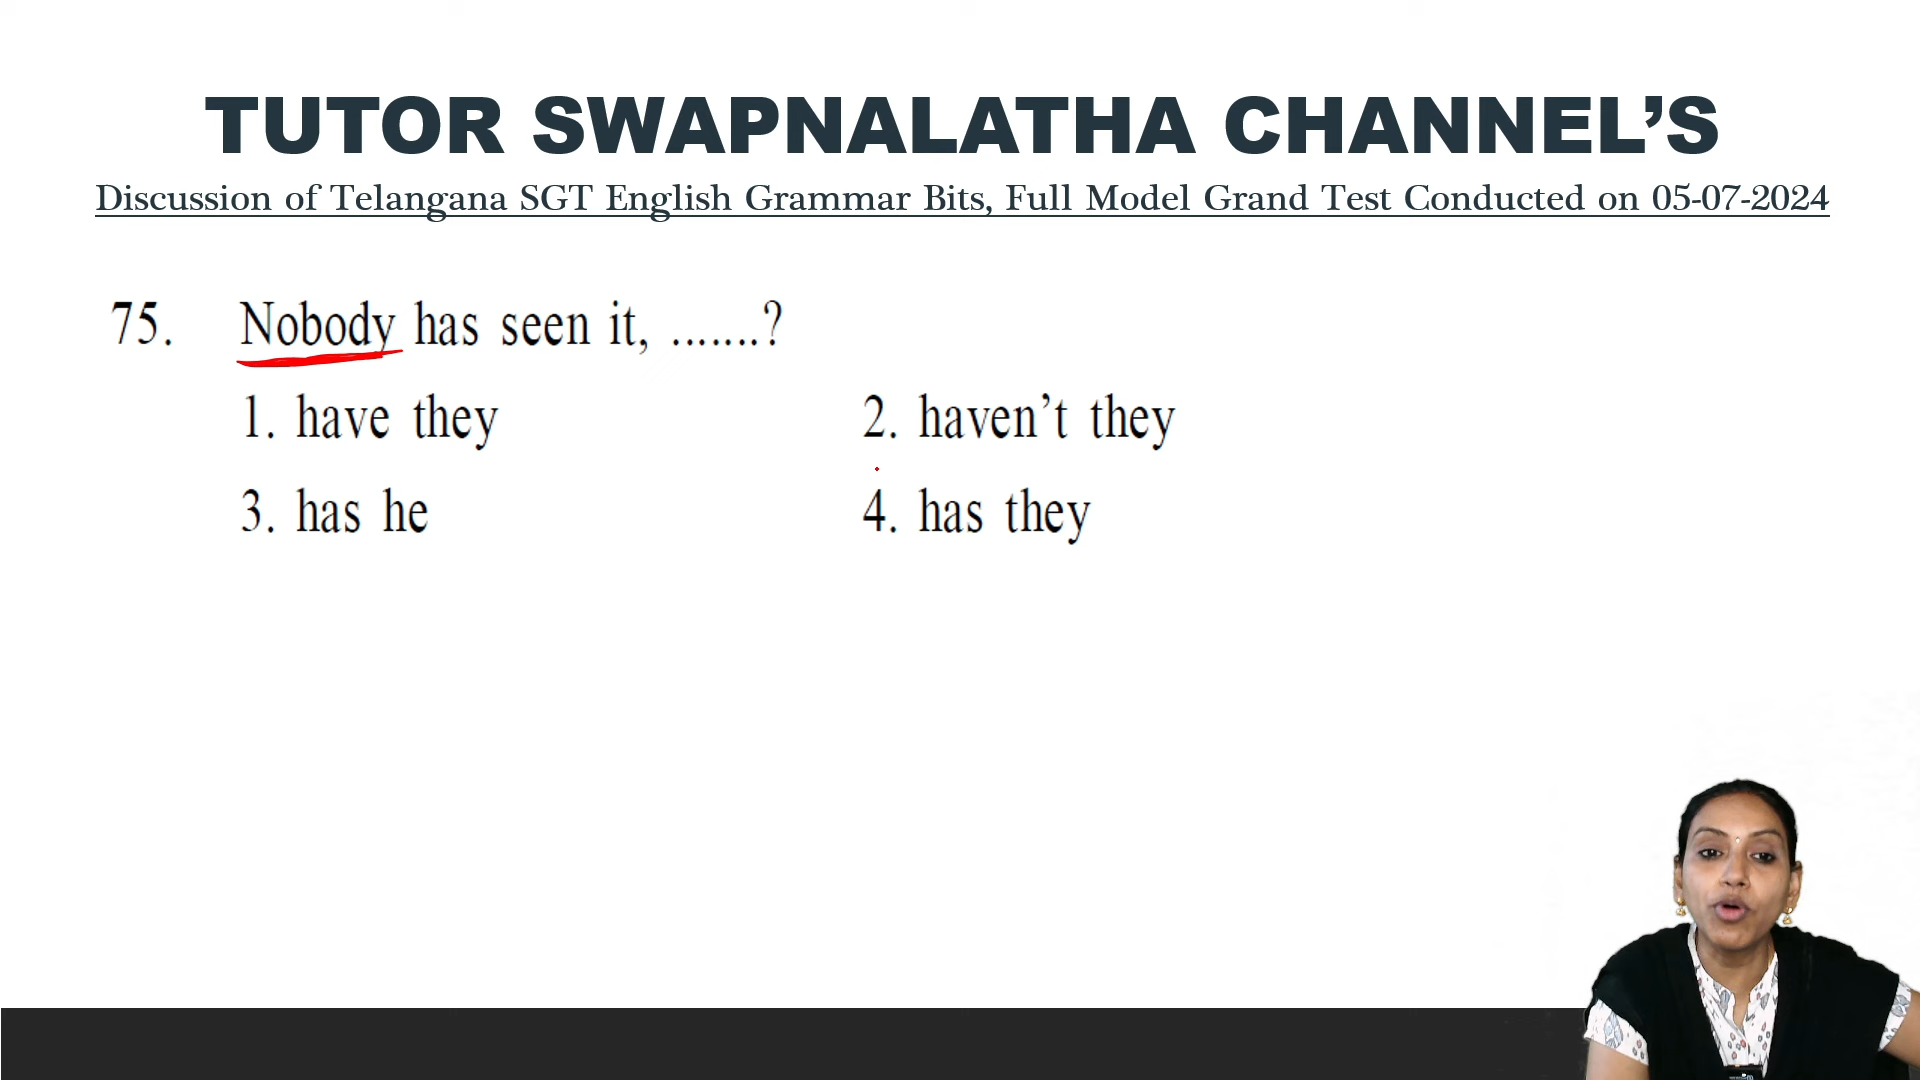 TUTOR SWAPNALATHA CHANNEL’S
Discussion of Telangana SGT English Grammar Bits, Full Model Grand Test Conducted on 05-07-2024
75. Nobody has seen it, .......?
1. have they 2. haven’t they
3. has he 4. has they